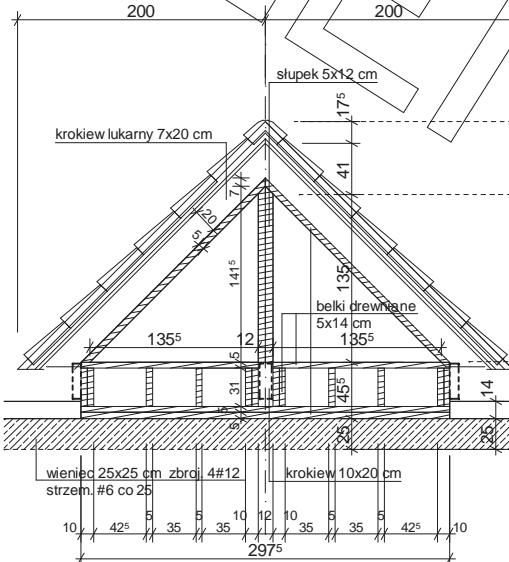 200 200
słupek 5x12 cm
17⁵
krokiew lukarny 7x20 cm
41
7
20
5
141⁵
135
belki drewniane
5x14 cm
135⁵ 12 135⁵
5
31
45⁵
14
5
5
25
25
wieniec 25x25 cm zbroj. 4#12
strzem. #6 co 25
krokiew 10x20 cm
10 42⁵ 5 35 5 35 10 12 10 35 5 35 5 42⁵ 10
297⁵